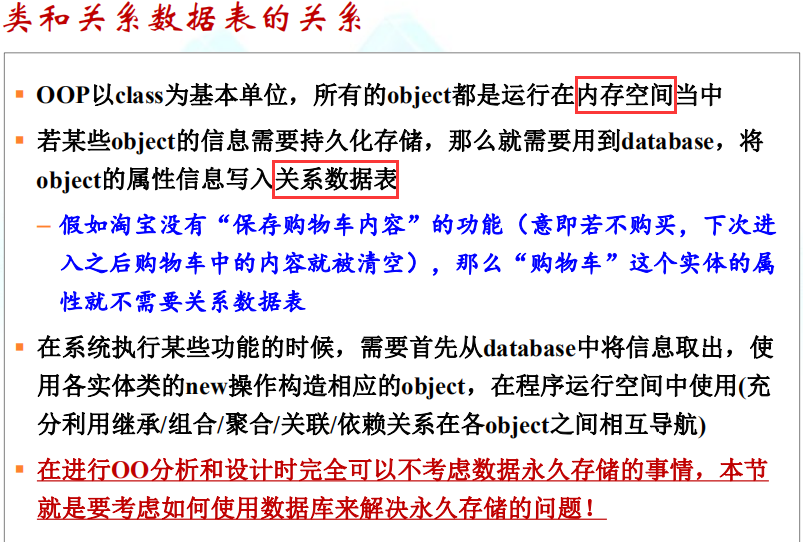 类和关系数据表的关系
▪ OOP以class为基本单位，所有的object都是运行在内存空间当中
▪ 若某些object的信息需要持久化存储，那么就需要用到database，将
object的属性信息写入关系数据表
– 假如淘宝没有“保存购物车内容”的功能（意即若不购买，下次进
入之后购物车中的内容就被清空），那么“购物车”这个实体的属
性就不需要关系数据表
▪ 在系统执行某些功能的时候，需要首先从database中将信息取出，使
用各实体类的new操作构造相应的object，在程序运行空间中使用(充
分利用继承/组合/聚合/关联/依赖关系在各object之间相互导航)
▪ 在进行OO分析和设计时完全可以不考虑数据永久存储的事情，本节
就是要考虑如何使用数据库来解决永久存储的问题！